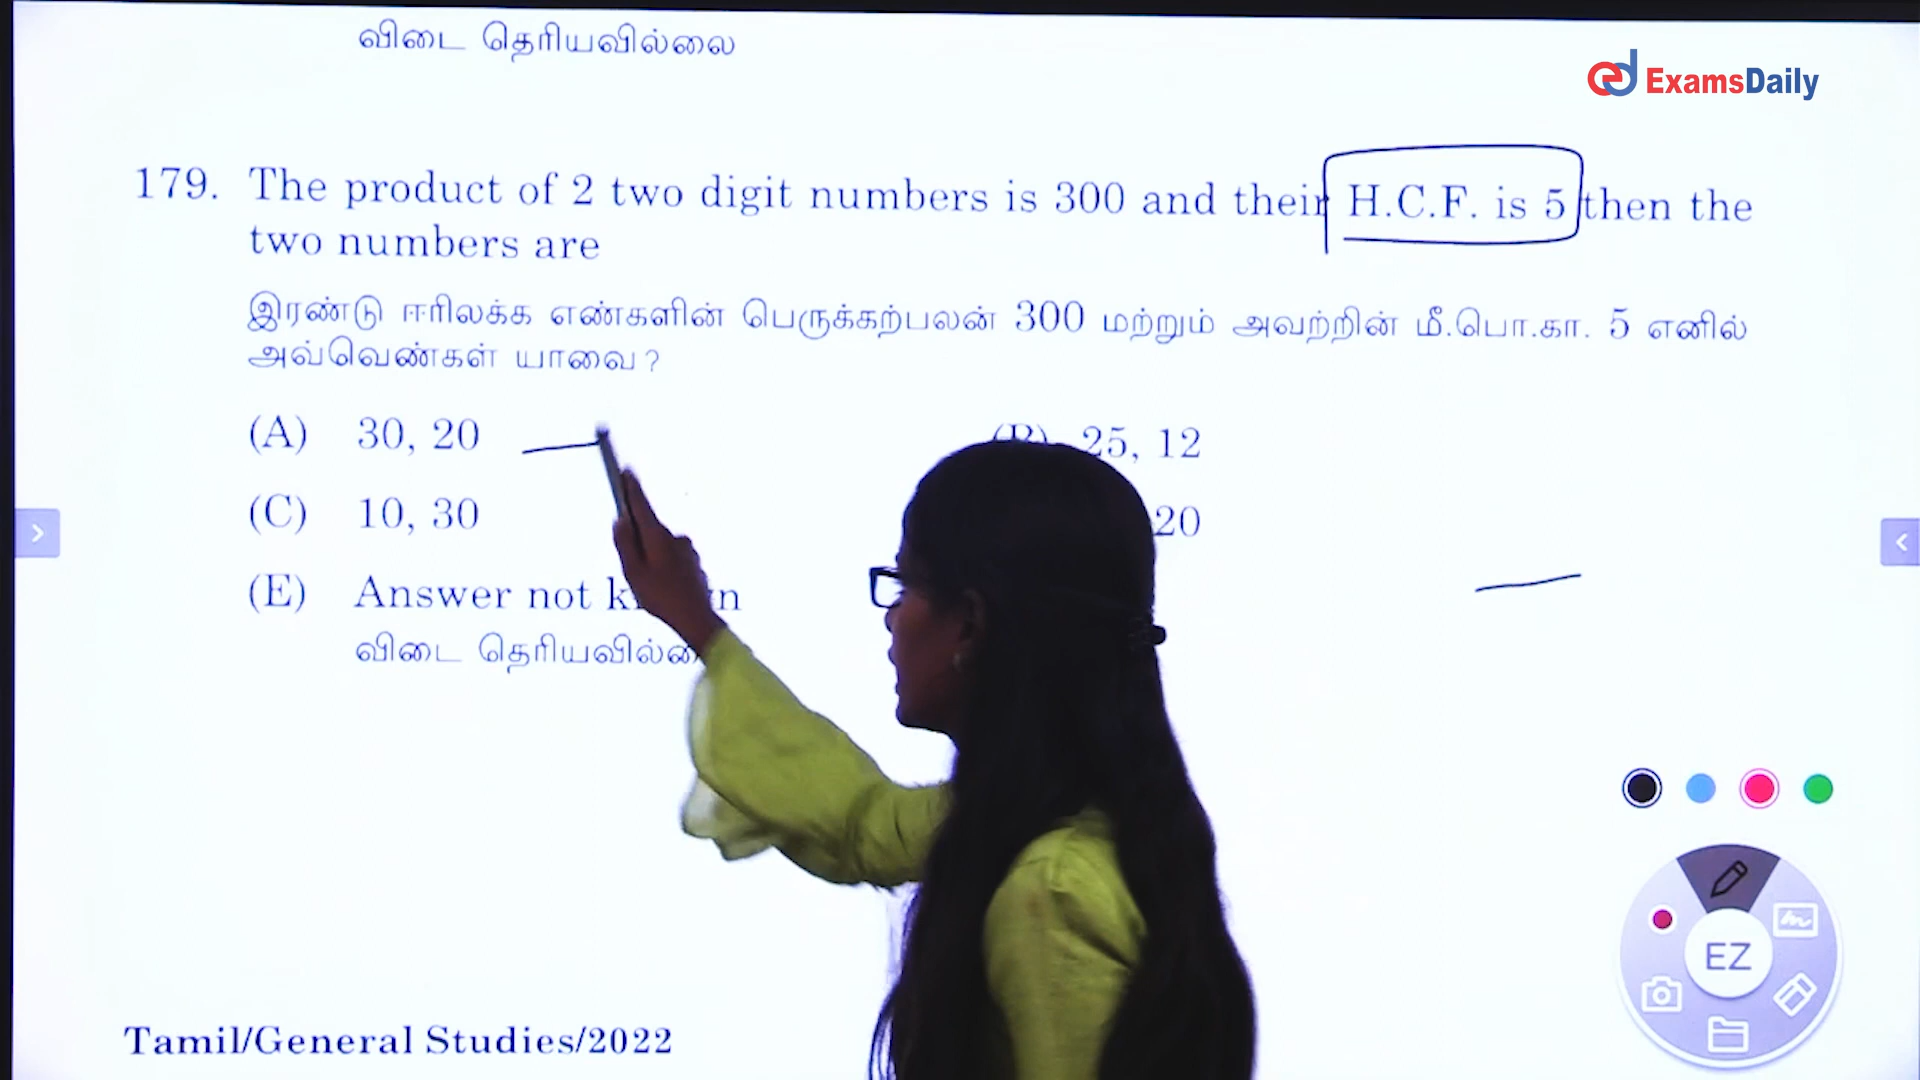 விடை தெரியவில்லை
ExamsDaily
179. The product of 2 two digit numbers is 300 and their H.C.F. is 5 then the
two numbers are
இரண்டு ஈரிலக்க எண்களின் பெருக்கற்பலன் 300 மற்றும் அவற்றின் மீ.பொ.கா. 5 எனில்
அவ்வெண்கள் யாவை?
(A) 30, 20
(B) 25, 12
(C) 10, 30
20
(E) Answer not
விடை
EZ
Tamil/General Studies/2022